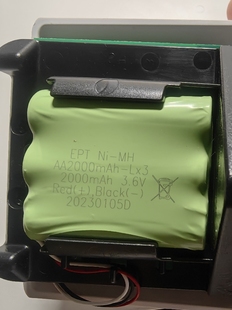 EPT Ni-MH
AA2000mAh-Lx3
2000mAh 3.6V
Red(+),Black(-)
20230105D